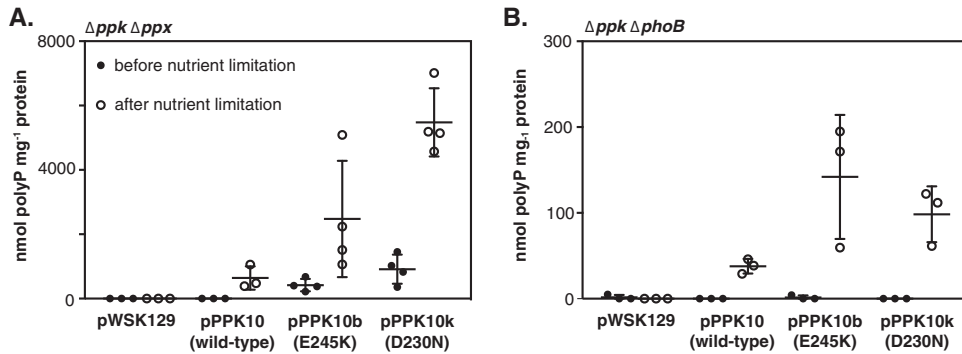 A.
Δppk Δppx
8000
4000
0
nmol polyP mg⁻¹ protein
before nutrient limitation
after nutrient limitation
pWSK129
pPPK10
(wild-type)
pPPK10b
(E245K)
pPPK10k
(D230N)
B.
Δppk ΔphoB
300
200
100
0
nmol polyP mg₋₁ protein
pWSK129
pPPK10
(wild-type)
pPPK10b
(E245K)
pPPK10k
(D230N)